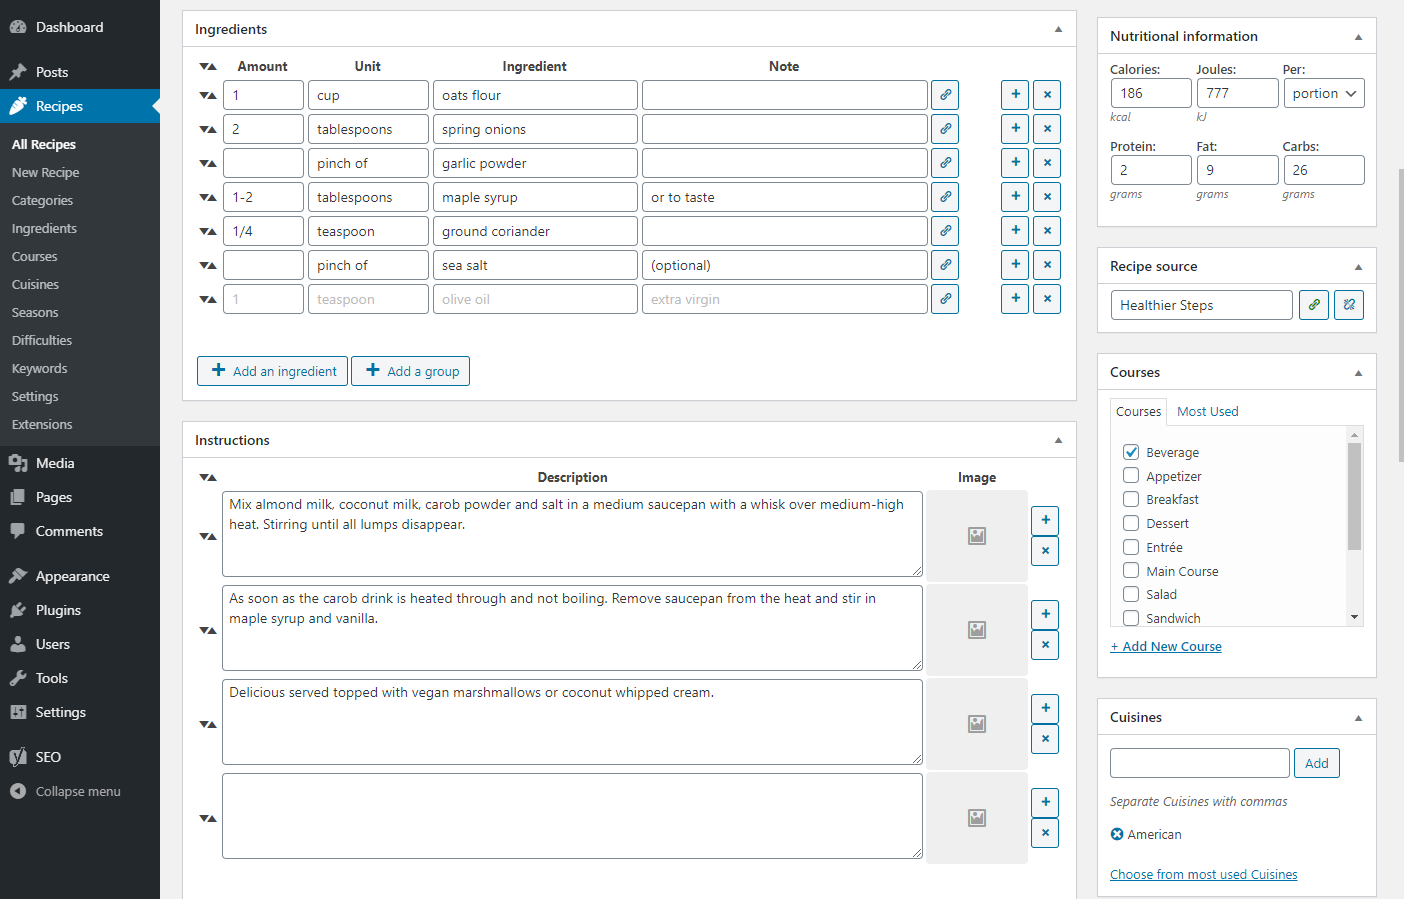 Dashboard
Posts
Recipes
All Recipes
New Recipe
Categories
Ingredients
Courses
Cuisines
Seasons
Difficulties
Keywords
Settings
Extensions
Media
Pages
Comments
Appearance
Plugins
Users
Tools
Settings
SEO
Collapse menu
Ingredients
Amount Unit Ingredient Note
1 cup oats flour
2 tablespoons spring onions
pinch of garlic powder
1-2 tablespoons maple syrup or to taste
1/4 teaspoon ground coriander
pinch of sea salt (optional)
1 teaspoon olive oil extra virgin
Add an ingredient Add a group
Instructions
Description Image
Mix almond milk, coconut milk, carob powder and salt in a medium saucepan with a whisk over medium-high
heat. Stirring until all lumps disappear.
As soon as the carob drink is heated through and not boiling. Remove saucepan from the heat and stir in
maple syrup and vanilla.
Delicious served topped with vegan marshmallows or coconut whipped cream.
Nutritional information
Calories: Joules: Per:
186 777 portion
kcal kJ
Protein: Fat: Carbs:
2 9 26
grams grams grams
Recipe source
Healthier Steps
Courses
Courses Most Used
Beverage
Appetizer
Breakfast
Dessert
Entrée
Main Course
Salad
Sandwich
+ Add New Course
Cuisines
Add
Separate Cuisines with commas
American
Choose from most used Cuisines